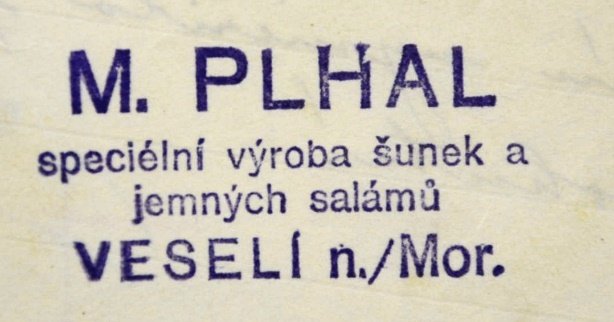 M. PLHAL
speciélní výroba šunek a
jemných salámů
VESELÍ n./Mor.